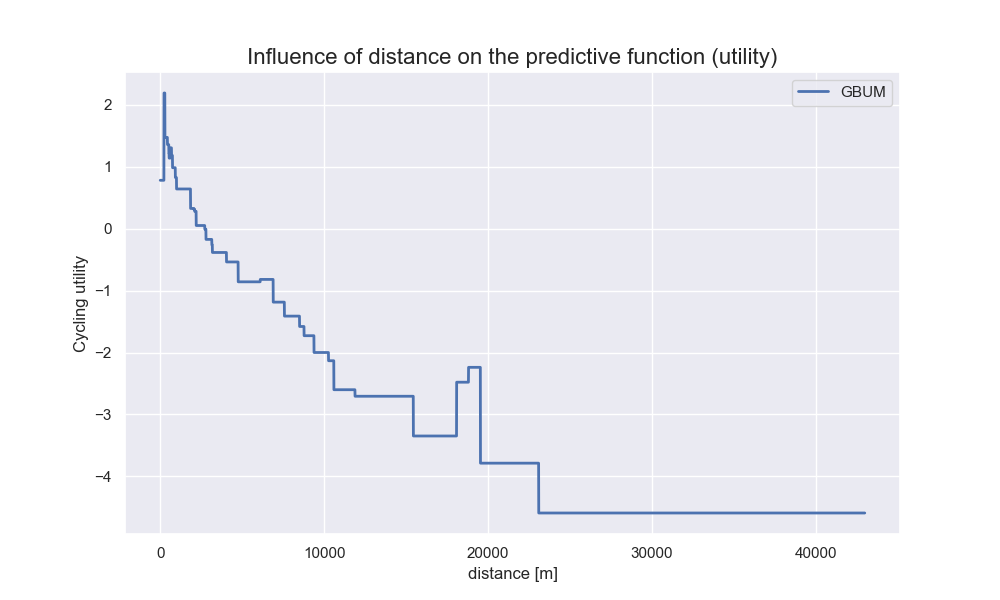 Influence of distance on the predictive function (utility)
GBUM
Cycling utility
2
1
0
−1
−2
−3
−4
0 10000 20000 30000 40000
distance [m]